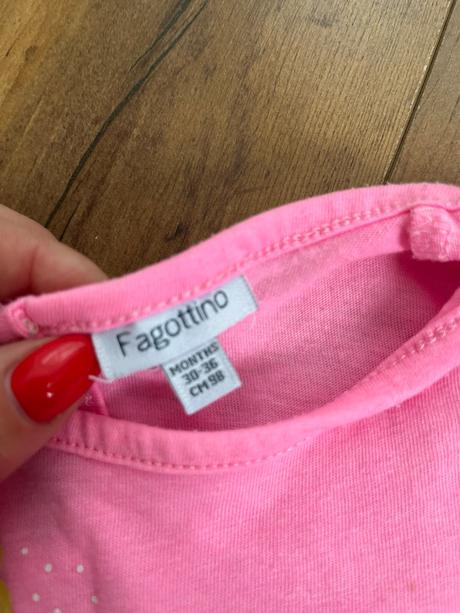 Fagottino
MONTHS
30-36
CM 98